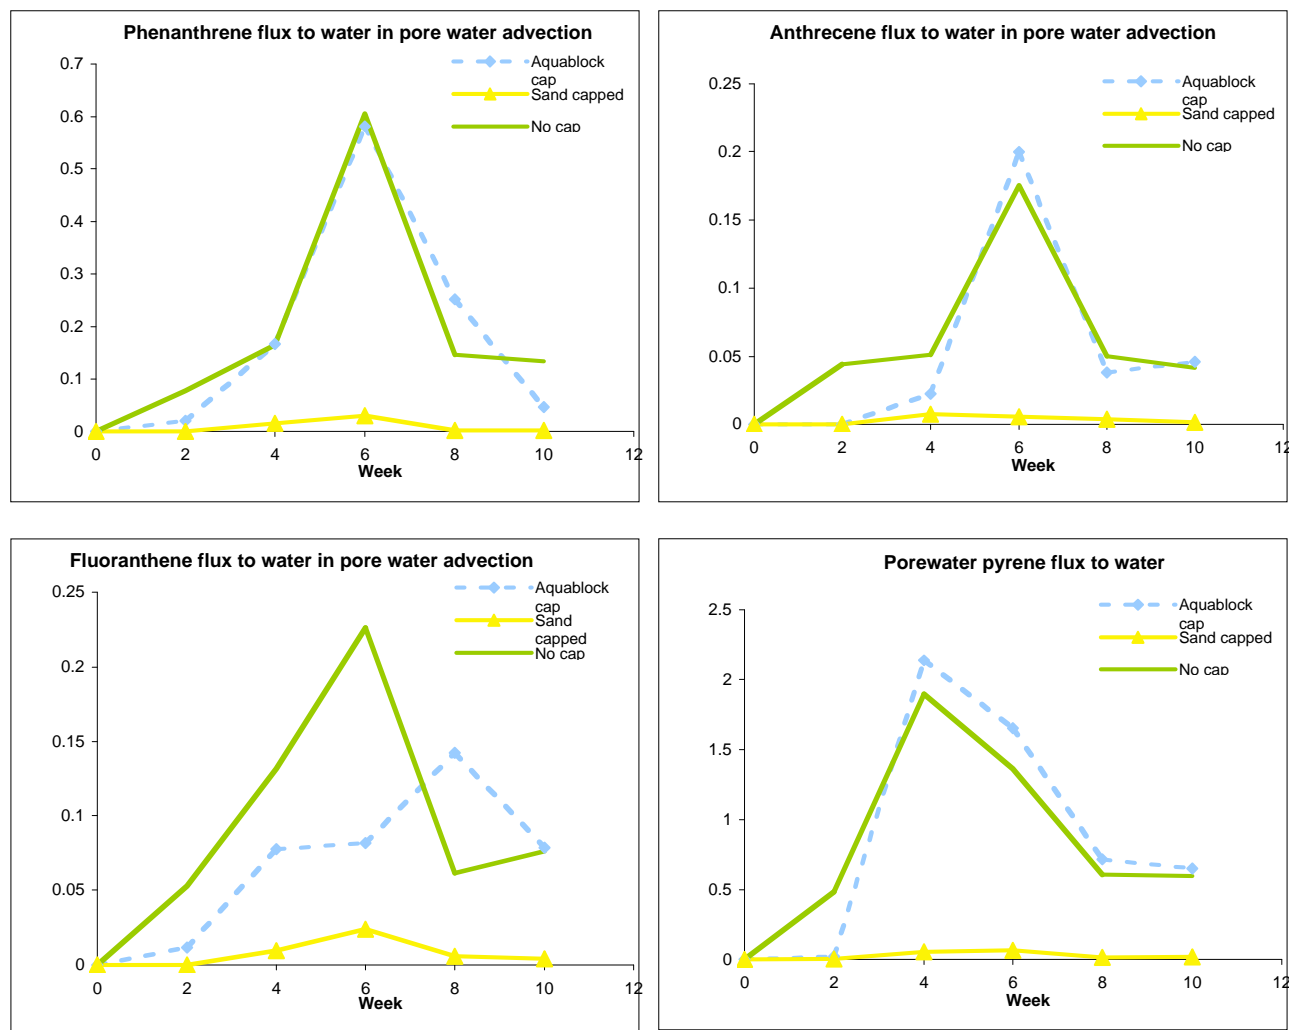 Phenanthrene flux to water in pore water advection
0.7
0.6
0.5
0.4
0.3
0.2
0.1
0
0 2 4 6 8 10 12
Week
Aquablock
cap
Sand capped
No cap
Anthrecene flux to water in pore water advection
0.25
0.2
0.15
0.1
0.05
0
0 2 4 6 8 10 12
Week
Aquablock
cap
Sand capped
No cap
Fluoranthene flux to water in pore water advection
0.25
0.2
0.15
0.1
0.05
0
0 2 4 6 8 10 12
Week
Aquablock
cap
Sand
capped
No cap
Porewater pyrene flux to water
2.5
2
1.5
1
0.5
0
0 2 4 6 8 10 12
Week
Aquablock
cap
Sand capped
No cap